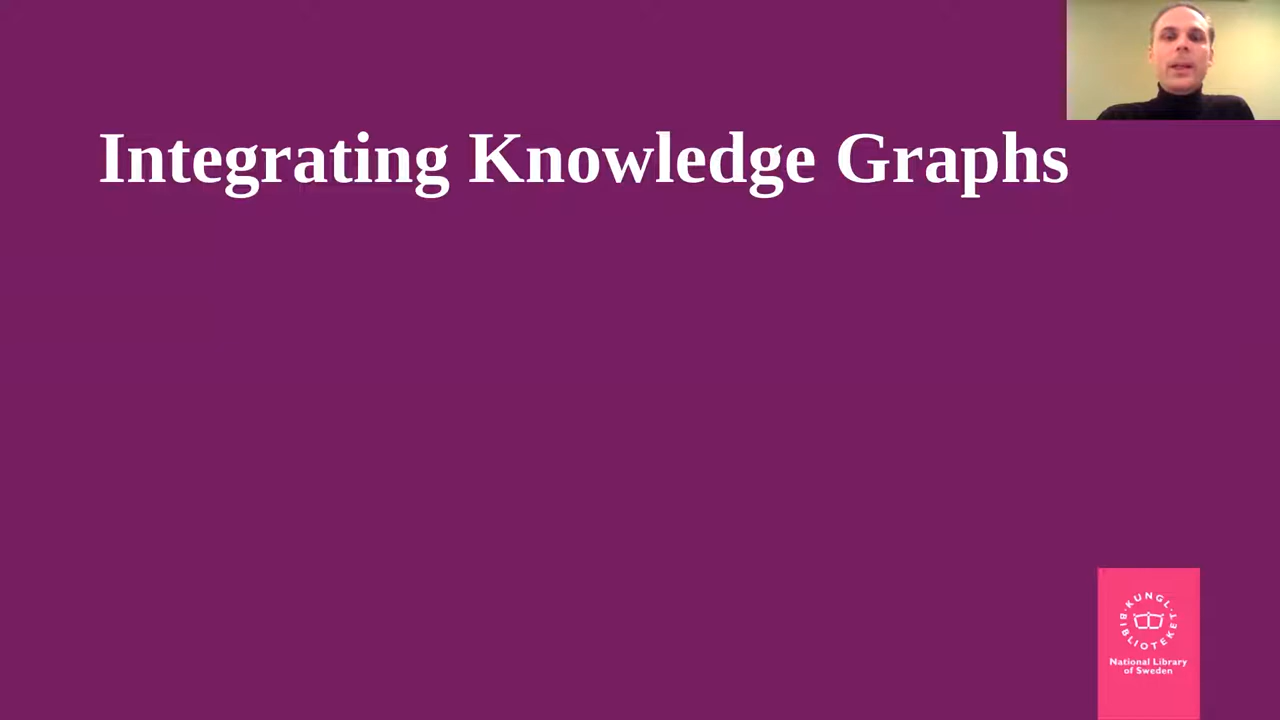 Integrating Knowledge Graphs
KUNGL.
BIBLIOTEKET
National Library
of Sweden